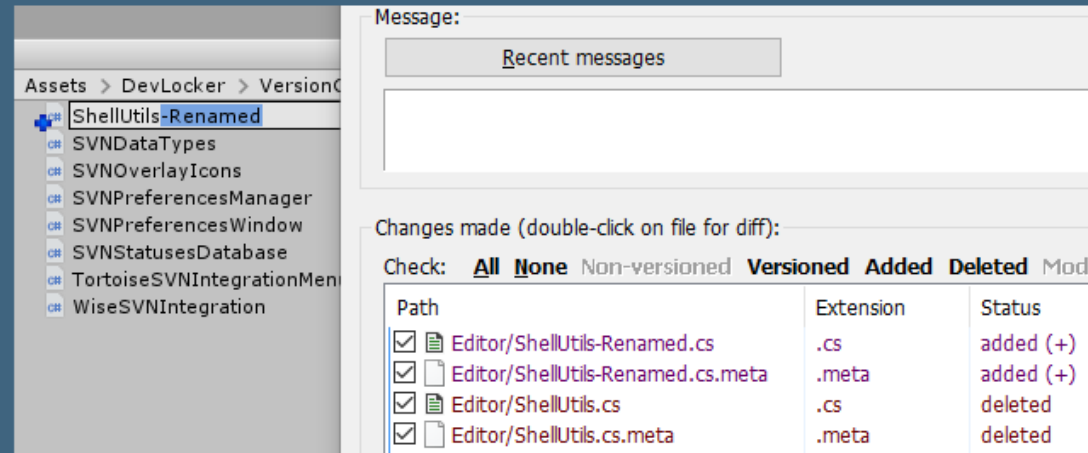 Assets > DevLocker > Version
ShellUtils-Renamed
SVNDataTypes
SVNOverlayIcons
SVNPreferencesManager
SVNPreferencesWindow
SVNStatusesDatabase
TortoiseSVNIntegrationMen
WiseSVNIntegration
Message:
Recent messages
Changes made (double-click on file for diff):
Check: All None Non-versioned Versioned Added Deleted Mod
Path Extension Status
Editor/ShellUtils-Renamed.cs .cs added (+)
Editor/ShellUtils-Renamed.cs.meta .meta added (+)
Editor/ShellUtils.cs .cs deleted
Editor/ShellUtils.cs.meta .meta deleted